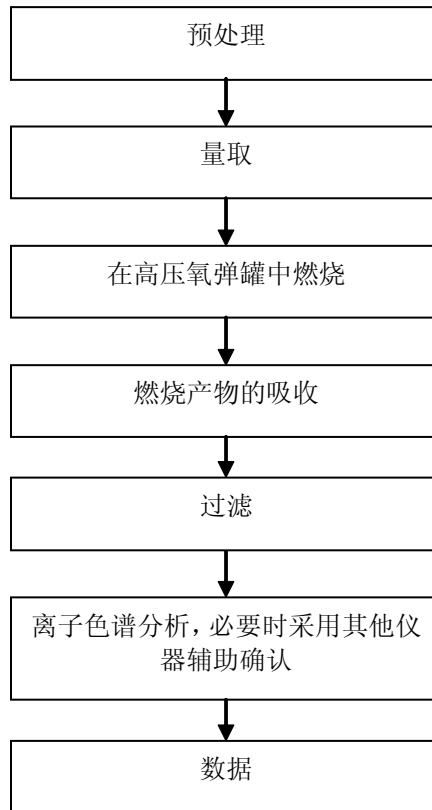 预处理
量取
在高压氧弹罐中燃烧
燃烧产物的吸收
过滤
离子色谱分析，必要时采用其他仪
器辅助确认
数据